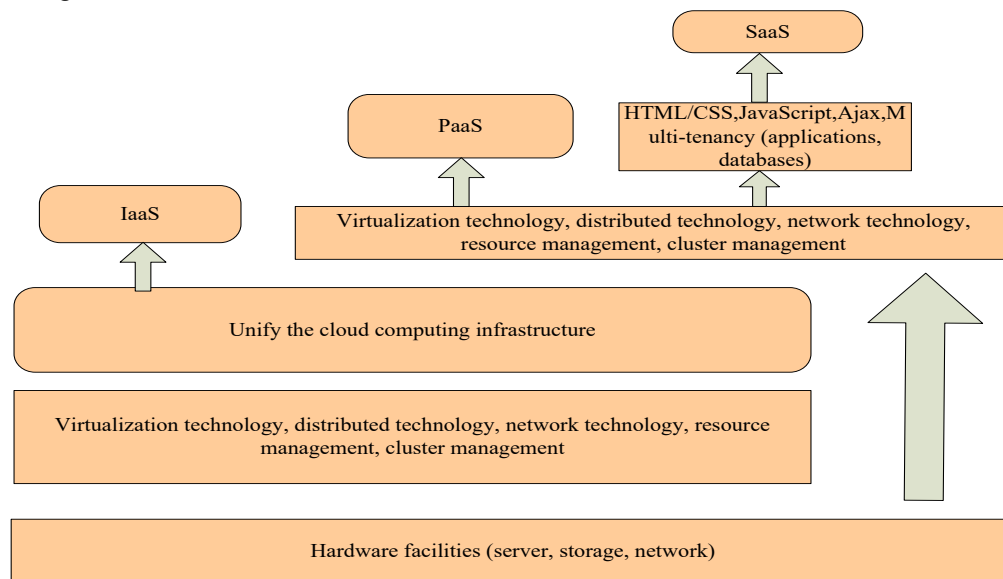 SaaS
HTML/CSS,JavaScript,Ajax,M
ulti-tenancy (applications,
databases)
PaaS
IaaS
Virtualization technology, distributed technology, network technology,
resource management, cluster management
Unify the cloud computing infrastructure
Virtualization technology, distributed technology, network technology, resource
management, cluster management
Hardware facilities (server, storage, network)